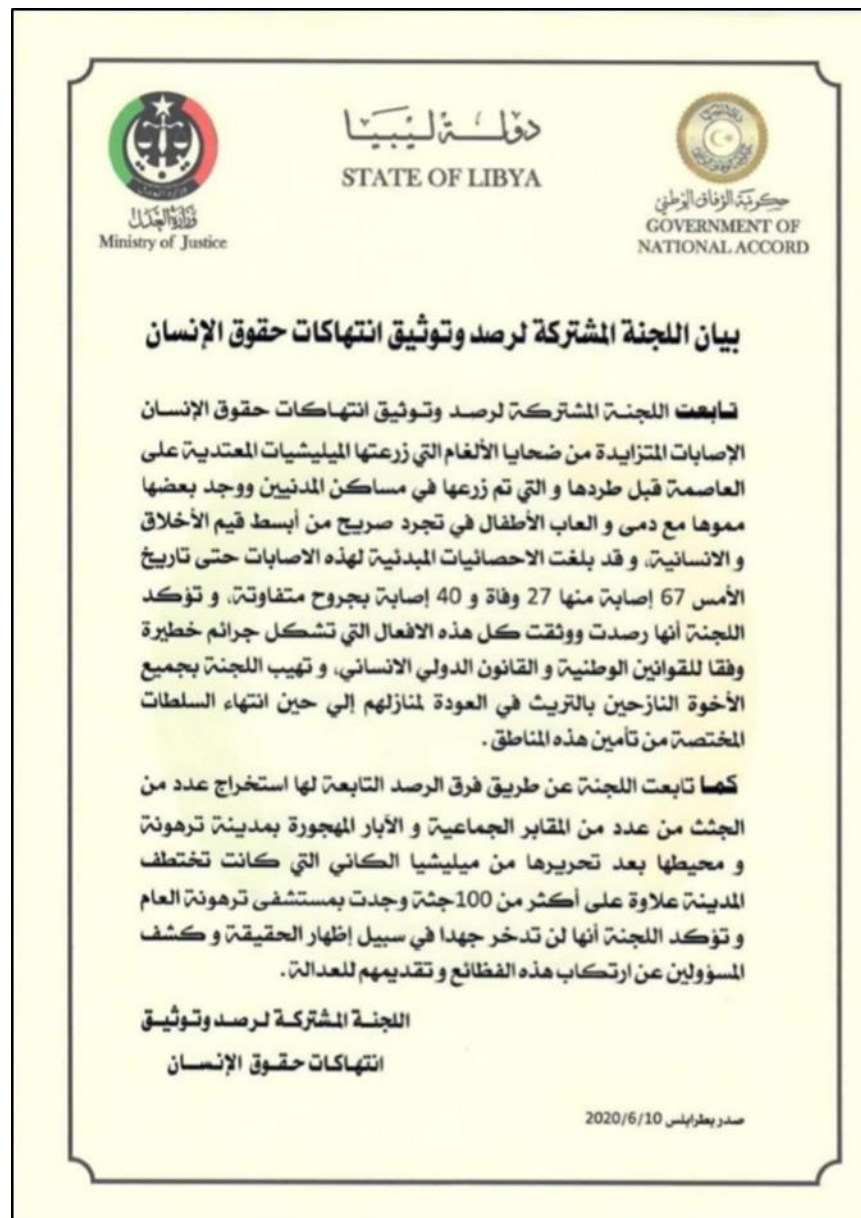 دولة ليبيا
STATE OF LIBYA
حكومة الوفاق الوطني
GOVERNMENT OF
NATIONAL ACCORD
وزارة العدل
Ministry of Justice
بيان اللجنة المشتركة لرصد وتوثيق انتهاكات حقوق الإنسان
تابعت اللجنة المشتركة لرصد وتوثيق انتهاكات حقوق الإنسان
الإصابات المتزايدة من ضحايا الألغام التي زرعتها الميليشيات المعتدية على
العاصمة قبل طردها و التي تم زرعها في مساكن المدنيين ووجد بعضها
مموها مع دمى و العاب الأطفال في تجرد صريح من أبسط قيم الأخلاق
و الانسانية، و قد بلغت الاحصائيات المبدئية لهذه الاصابات حتى تاريخ
الأمس 67 إصابة منها 27 وفاة و 40 إصابة بجروح متفاوتة، و تؤكد
اللجنة أنها رصدت ووثقت كل هذه الافعال التي تشكل جرائم خطيرة
وفقا للقوانين الوطنية و القانون الدولي الانساني، و تهيب اللجنة بجميع
الأخوة النازحين بالتريث في العودة لمنازلهم إلي حين انتهاء السلطات
المختصة من تأمين هذه المناطق .
كما تابعت اللجنة عن طريق فرق الرصد التابعة لها استخراج عدد من
الجثث من عدد من المقابر الجماعية و الأبار المهجورة بمدينة ترهونة
و محيطها بعد تحريرها من ميليشيا الكاني التي كانت تختطف
المدينة علاوة على أكثر من 100جثة وجدت بمستشفى ترهونة العام
و تؤكد اللجنة أنها لن تدخر جهدا في سبيل إظهار الحقيقة و كشف
المسؤولين عن ارتكاب هذه الفظائع و تقديمهم للعدالة .
اللجنة المشتركة لرصد وتوثيق
انتهاكات حقوق الإنسان
صدر بطرابلس 2020/6/10